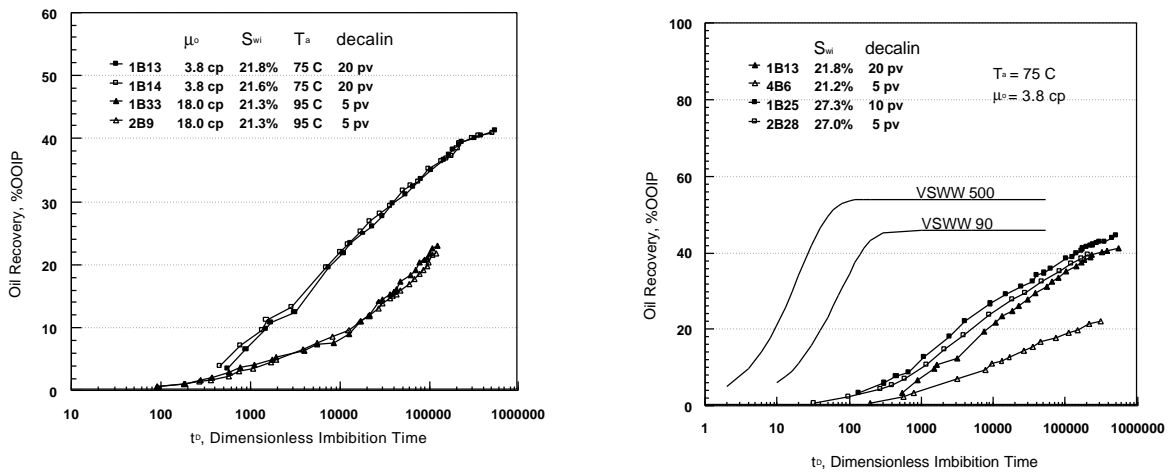 60
50
40
30
20
10
0
Oil Recovery, %OOIP
μo Swi Ta decalin
1B13 3.8 cp 21.8% 75 C 20 pv
1B14 3.8 cp 21.6% 75 C 20 pv
1B33 18.0 cp 21.3% 95 C 5 pv
2B9 18.0 cp 21.3% 95 C 5 pv
10 100 1000 10000 100000 1000000
tD, Dimensionless Imbibition Time
100
80
60
40
20
0
Oil Recovery, %OOIP
Swi decalin
1B13 21.8% 20 pv
4B6 21.2% 5 pv
1B25 27.3% 10 pv
2B28 27.0% 5 pv
Ta = 75 C
μo = 3.8 cp
VSWW 500
VSWW 90
1 10 100 1000 10000 100000 1000000
tD, Dimensionless Imbibition Time